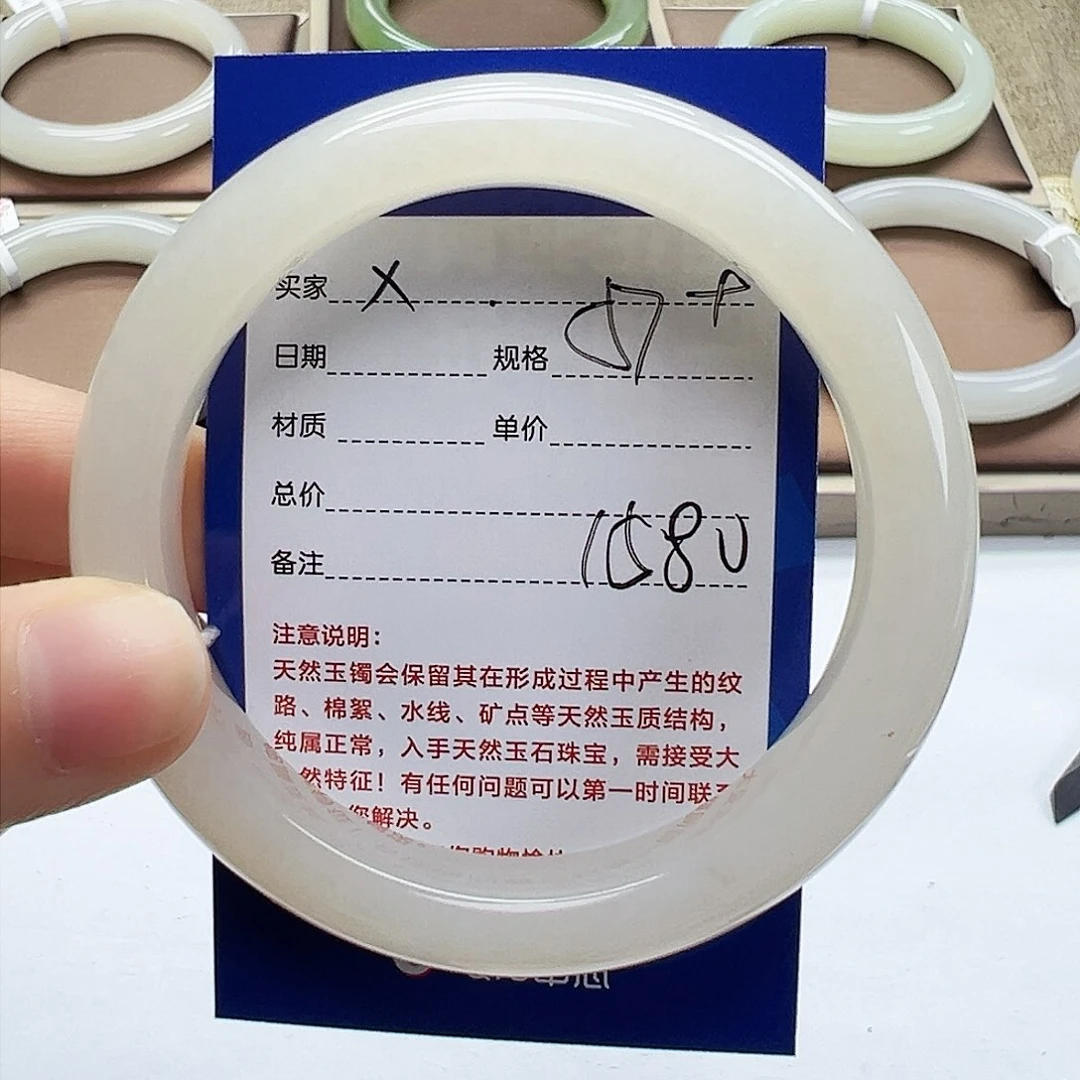 买家 X 57+
日期 规格
材质 单价
总价
备注 1580
注意说明：
天然玉镯会保留其在形成过程中产生的纹
路、棉絮、水线、矿点等天然玉质结构，
纯属正常，入手天然玉石珠宝，需接受大
然特征！有任何问题可以第一时间联
您解决。